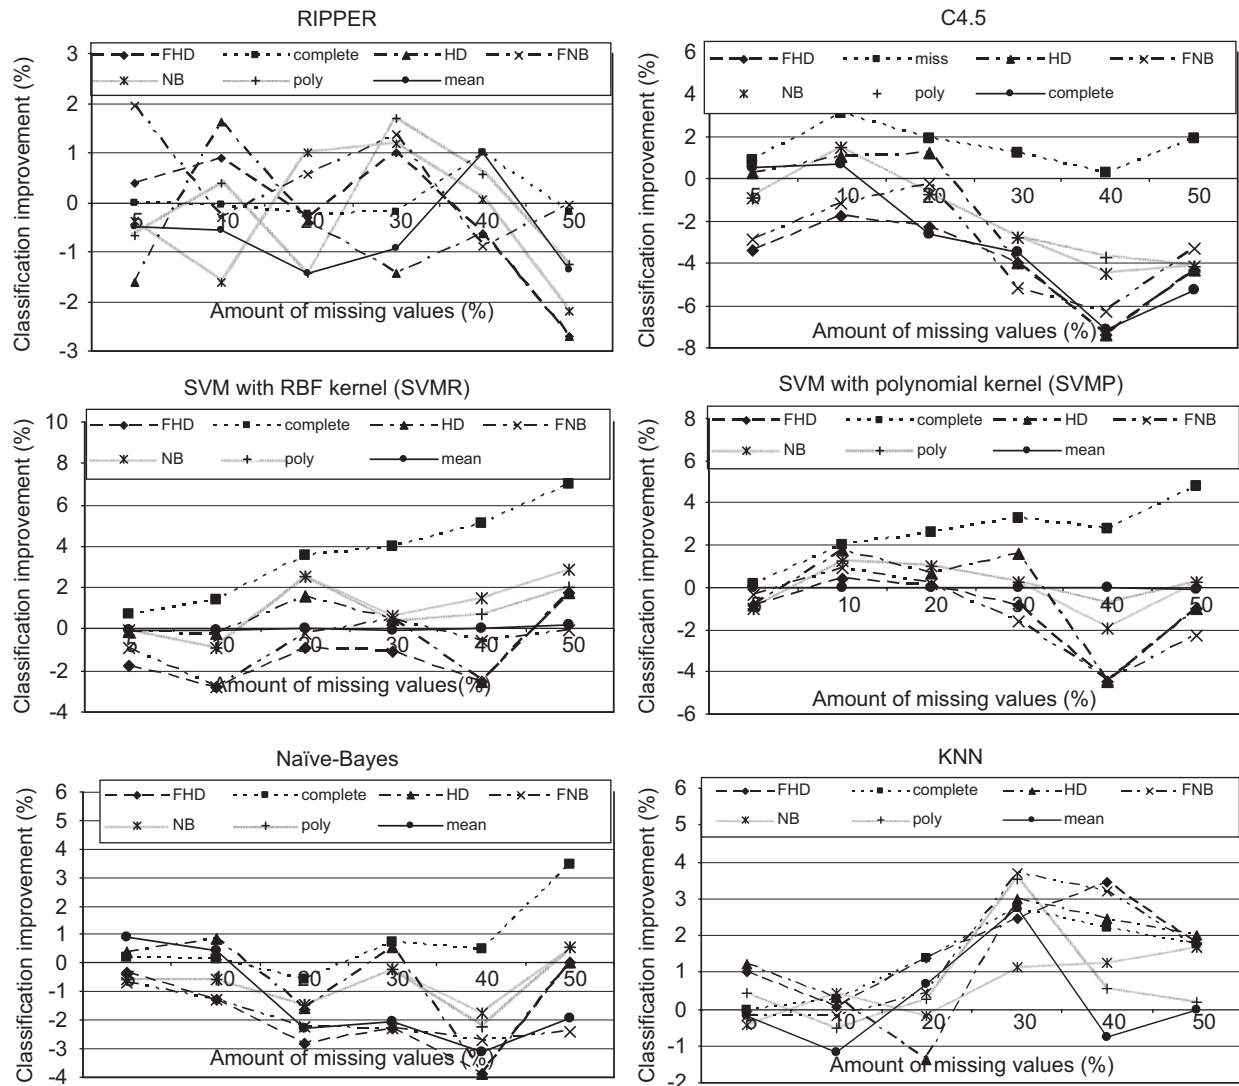 RIPPER
Classification improvement (%)
3
2
1
0
-1
-2
-3
FHD complete HD FNB
NB poly mean
5 10 20 30 40 50
Amount of missing values (%)
C4.5
Classification improvement (%)
6
4
2
0
-2
-4
-6
-8
FHD miss HD FNB
NB poly complete
5 10 20 30 40 50
Amount of missing values (%)
SVM with RBF kernel (SVMR)
Classification improvement (%)
10
8
6
4
2
0
-2
-4
FHD complete HD FNB
NB poly mean
5 10 20 30 40 50
Amount of missing values(%)
SVM with polynomial kernel (SVMP)
Classification improvement (%)
8
6
4
2
0
-2
-4
-6
FHD complete HD FNB
NB poly mean
5 10 20 30 40 50
Amount of missing values (%)
Naïve-Bayes
Classification improvement (%)
6
5
4
3
2
1
0
-1
-2
-3
-4
FHD complete HD FNB
NB poly mean
5 10 20 30 40 50
Amount of missing values (%)
KNN
Classification improvement (%)
6
5
4
3
2
1
0
-1
-2
FHD complete HD FNB
NB poly mean
5 10 20 30 40 50
Amount of missing values (%)